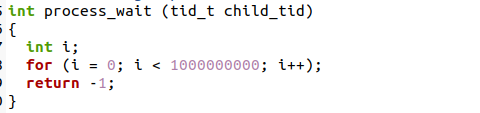 int process_wait (tid_t child_tid)
{
int i;
for (i = 0; i < 1000000000; i++);
return -1;
}